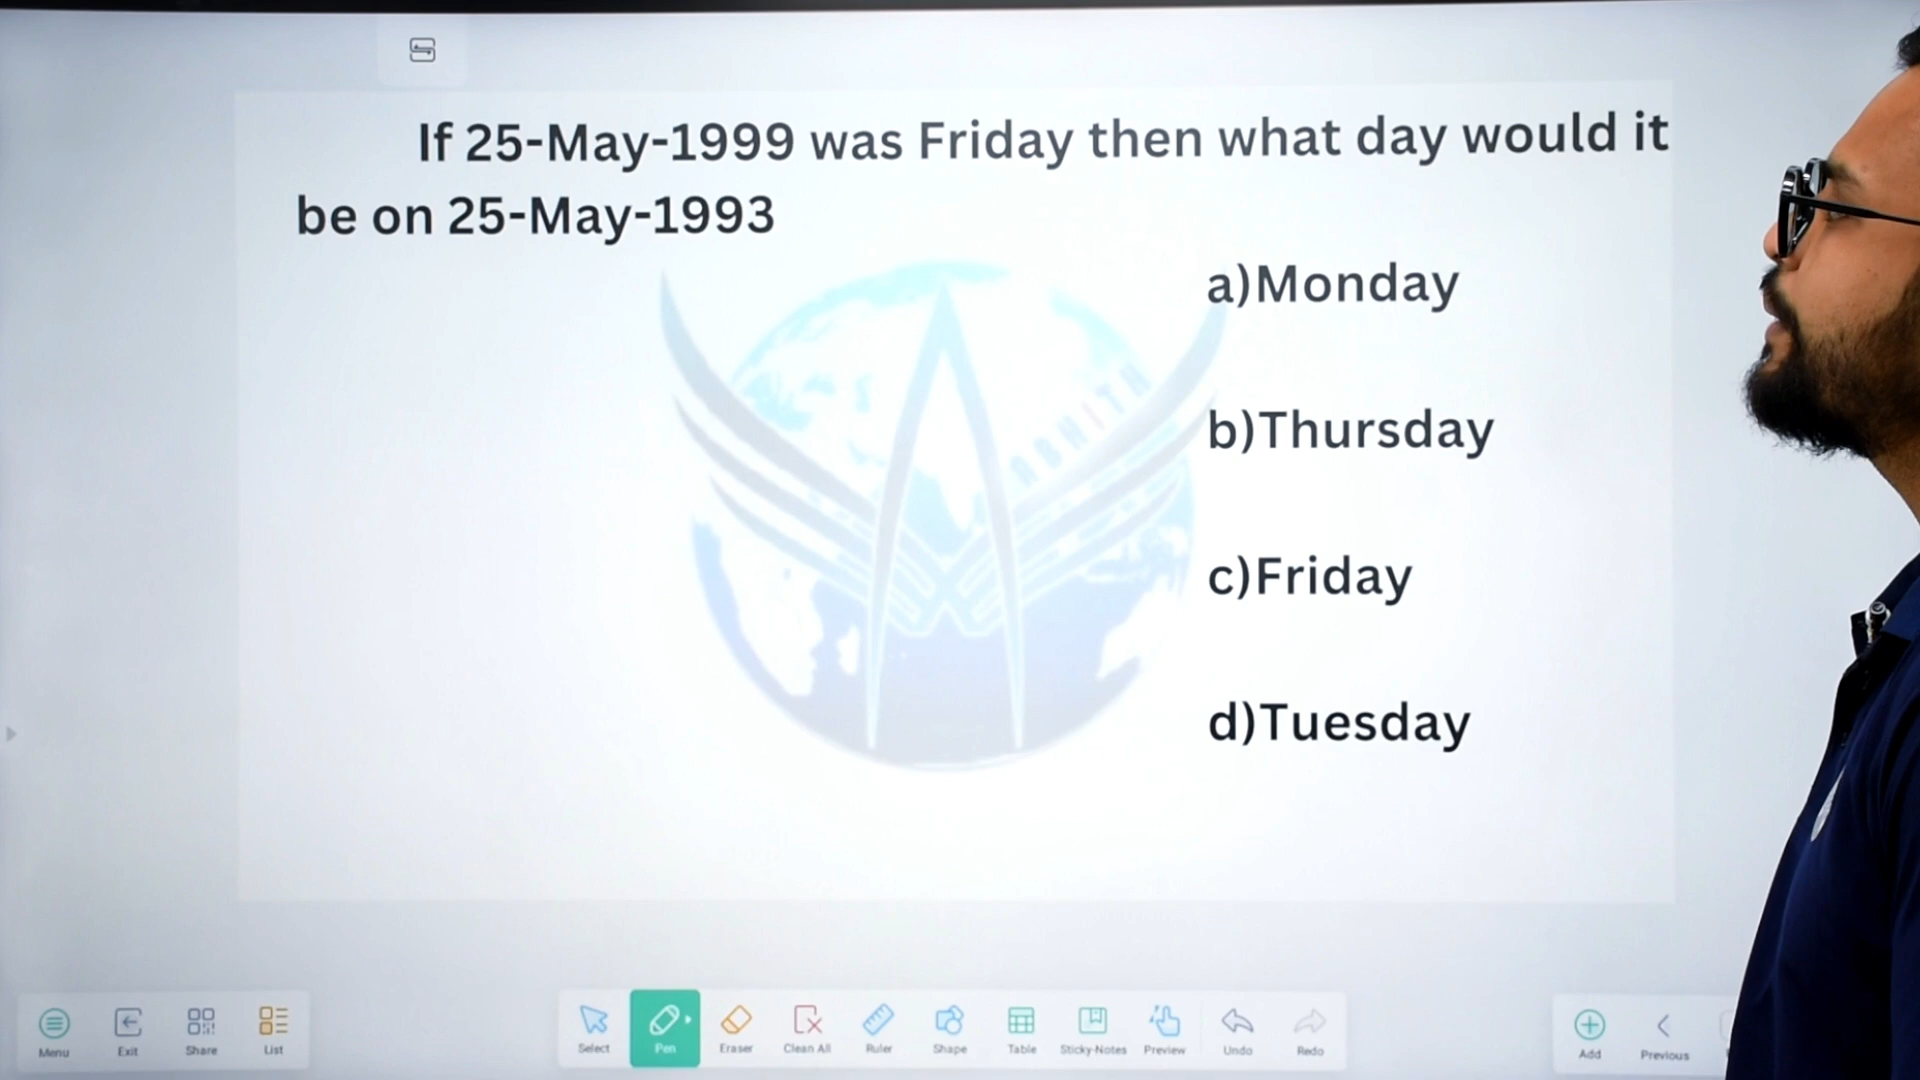 If 25-May-1999 was Friday then what day would it
be on 25-May-1993
a)Monday
b)Thursday
c)Friday
d)Tuesday
ABHITH
Menu
Exit
Share
List
Select
Pen
Eraser
Clean All
Ruler
Shape
Table
Sticky-Notes
Preview
Undo
Redo
Add
Previous